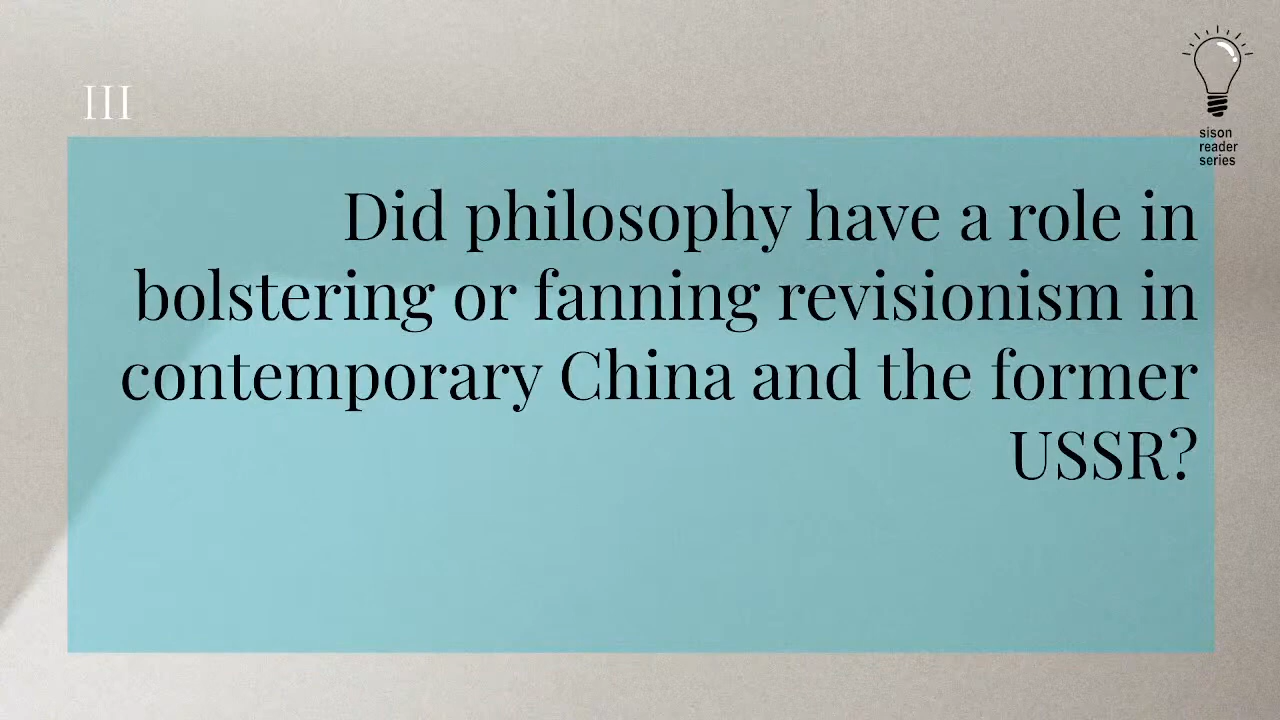 III
sison
reader
series
Did philosophy have a role in
bolstering or fanning revisionism in
contemporary China and the former
USSR?